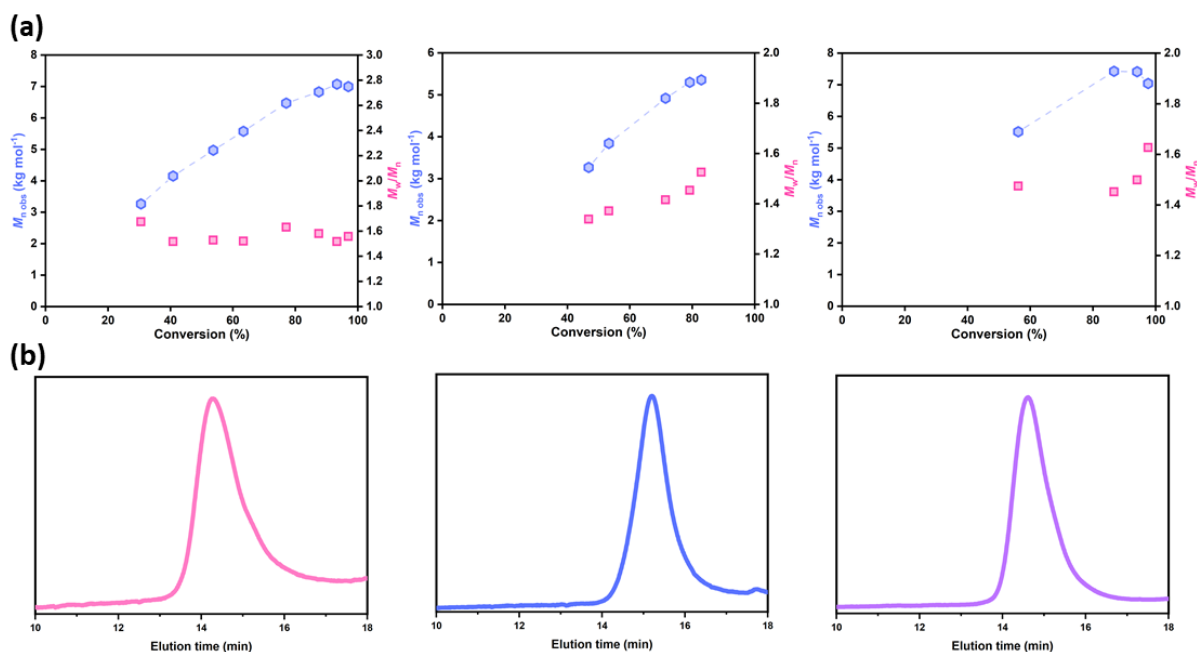 (a)
8
7
6
5
4
3
2
1
0
M n obs (kg mol-1)
0 20 40 60 80 100
Conversion (%)
3.0
2.8
2.6
2.4
2.2
2.0
1.8
1.6
1.4
1.2
1.0
Mw/Mn
6
5
4
3
2
1
0
M n obs (kg mol-1)
0 20 40 60 80 100
Conversion (%)
2.0
1.8
1.6
1.4
1.2
1.0
Mw/Mn
8
7
6
5
4
3
2
1
0
M n obs (kg mol-1)
0 20 40 60 80 100
Conversion (%)
2.0
1.8
1.6
1.4
1.2
1.0
Mw/Mn
(b)
10 12 14 16 18
Elution time (min)
10 12 14 16 18
Elution time (min)
10 12 14 16 18
Elution time (min)